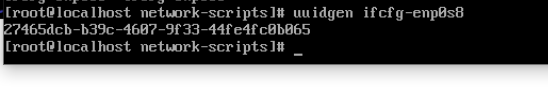 [root@localhost network-scripts]# uuidgen ifcfg-enp0s8
27465dcb-b39c-4607-9f33-44fe4fc0b065
[root@localhost network-scripts]# _